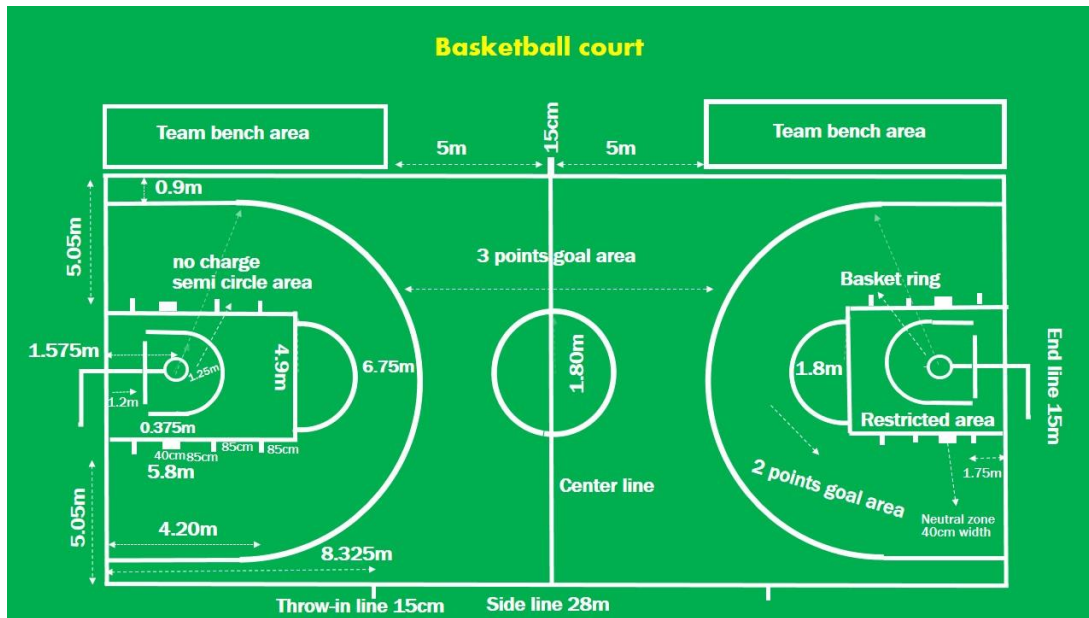 Basketball court
Team bench area
15cm
Team bench area
5m
5m
0.9m
5.05m
no charge
semi circle area
3 points goal area
Basket ring
1.575m
4.9m
6.75m
1.80m
1.8m
End line 15m
1.25m
1.2m
0.375m
Restricted area
40cm
85cm
85cm
85cm
5.8m
1.75m
2 points goal area
Center line
5.05m
4.20m
Neutral zone
40cm width
8.325m
Throw-in line 15cm
Side line 28m